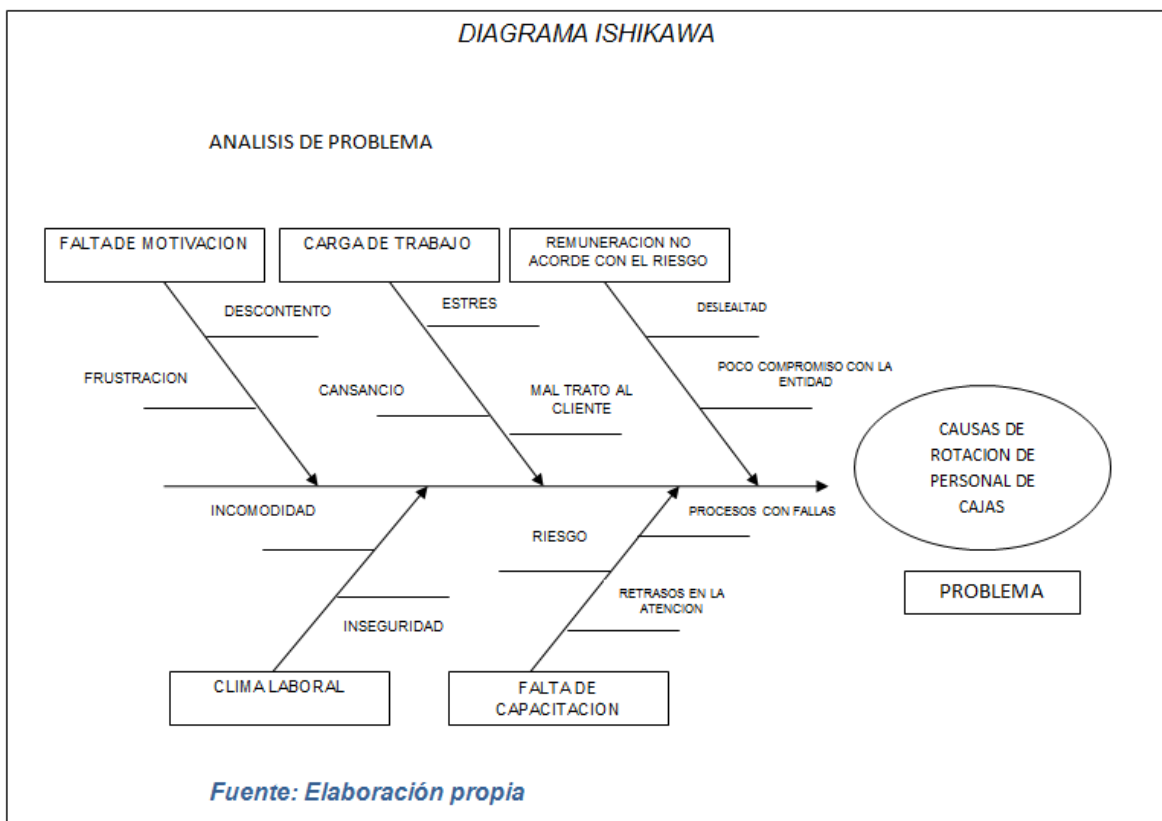 DIAGRAMA ISHIKAWA
ANALISIS DE PROBLEMA
FALTA DE MOTIVACION
CARGA DE TRABAJO
REMUNERACION NO
ACORDE CON EL RIESGO
DESCONTENTO
FRUSTRACION
ESTRES
CANSANCIO
MAL TRATO AL
CLIENTE
DESLEALTAD
POCO COMPROMISO CON LA
ENTIDAD
CAUSAS DE
ROTACION DE
PERSONAL DE
CAJAS
PROBLEMA
INCOMODIDAD
INSEGURIDAD
CLIMA LABORAL
PROCESOS CON FALLAS
RIESGO
RETRASOS EN LA
ATENCION
FALTA DE
CAPACITACION
Fuente: Elaboración propia